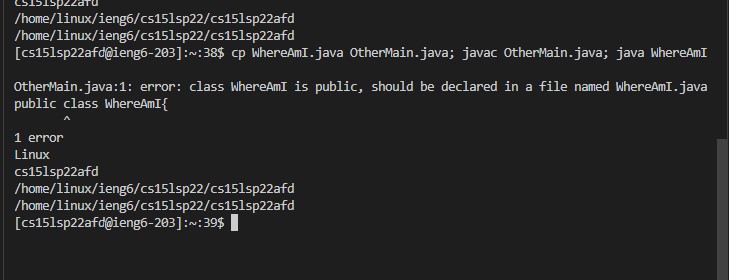 cs15lsp22afd
/home/linux/ieng6/cs15lsp22/cs15lsp22afd
/home/linux/ieng6/cs15lsp22/cs15lsp22afd
[cs15lsp22afd@ieng6-203]:~:38$ cp WhereAmI.java OtherMain.java; javac OtherMain.java; java WhereAmI
OtherMain.java:1: error: class WhereAmI is public, should be declared in a file named WhereAmI.java
public class WhereAmI{
^
1 error
Linux
cs15lsp22afd
/home/linux/ieng6/cs15lsp22/cs15lsp22afd
/home/linux/ieng6/cs15lsp22/cs15lsp22afd
[cs15lsp22afd@ieng6-203]:~:39$